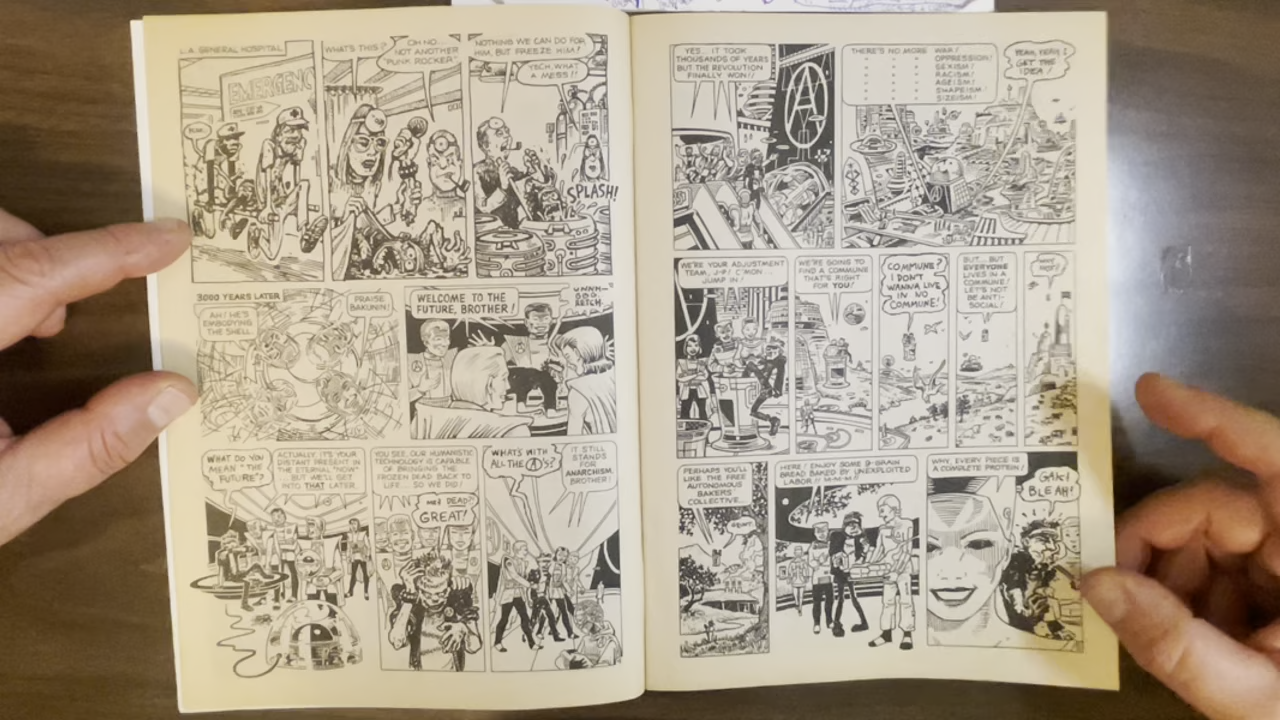 L.A. GENERAL HOSPITAL
EMERGENC
WHAT'S THIS?
OH NO...
NOT ANOTHER
"PUNK ROCKER"
NOTHING WE CAN DO FOR
HIM, BUT FREEZE HIM!
YECH, WHAT
A MESS!!
SPLASH!
3000 YEARS LATER
AH! HE'S
EMBODYING
THE SHELL.
PRAISE
BAKUNIN!
WELCOME TO THE
FUTURE, BROTHER!
WHAT DO YOU
MEAN "THE
FUTURE"?
ACTUALLY, IT'S YOUR
DISTANT PRESENT IN
THE ETERNAL "NOW"
... BUT WE'LL GET
INTO THAT LATER.
YOU SEE, OUR HUMANISTIC
TECHNOLOGY IS CAPABLE
OF BRINGING THE
FROZEN DEAD BACK TO
LIFE... SO WE DID!
ME? DEAD?
GREAT!
WHAT'S WITH
ALL THE Ⓐ'S?
IT STILL
STANDS
FOR
ANARCHISM,
BROTHER!
YES... IT TOOK
THOUSANDS OF YEARS
BUT THE REVOLUTION
FINALLY WON!!
A
THERE'S NO MORE WAR!
" " " OPPRESSION!
" " " SEXISM!
" " " RACISM!
" " " AGEISM!
" " " SHAPEISM!
" " " SIZEISM!
YEAH, YEAH, I
GET THE
IDEA!
WE'RE YOUR ADJUSTMENT
TEAM, J-P! C'MON...
JUMP IN!
WE'RE GOING TO
FIND A COMMUNE
THAT'S RIGHT
FOR YOU!
COMMUNE?
I DON'T
WANNA LIVE
IN NO
COMMUNE!
BUT... BUT
EVERYONE
LIVES IN A
COMMUNE!
LET'S NOT
BE ANTI-
SOCIAL!
PERHAPS YOU'LL
LIKE THE FREE
AUTONOMOUS
BAKERS'
COLLECTIVE...
HERE! ENJOY SOME 9-GRAIN
BREAD BAKED BY UNEXPLOITED
LABOR!! M-M-M!!
WHY, EVERY PIECE IS
A COMPLETE PROTEIN!
GAK!
BLEAH!